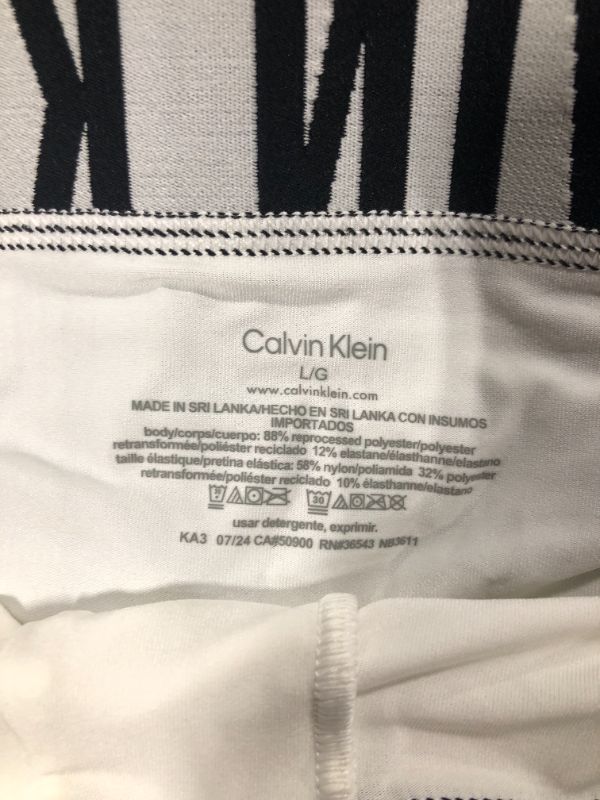 K IN K
Calvin Klein
L/G
www.calvinklein.com
MADE IN SRI LANKA/HECHO EN SRI LANKA CON INSUMOS
IMPORTADOS
body/corps/cuerpo: 88% reprocessed polyester/polyester
retransformée/poliéster reciclado 12% elastane/élasthanne/elastano
taille élastique/pretina elástica: 58% nylon/poliamida 32% polyester
retransformée/poliéster reciclado 10% élasthanne/elastano
30
usar detergente, exprimir.
KA3 07/24 CA#50900 RN#36543 NB3611